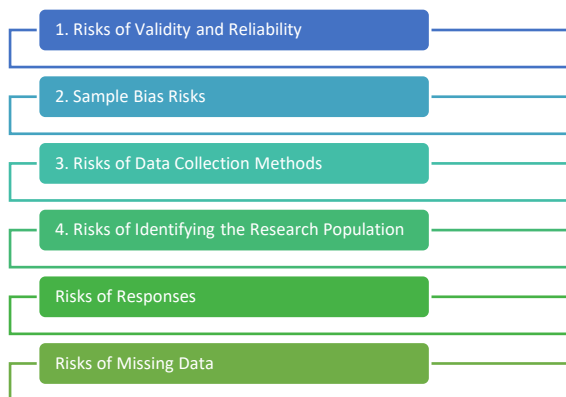 1. Risks of Validity and Reliability
2. Sample Bias Risks
3. Risks of Data Collection Methods
4. Risks of Identifying the Research Population
Risks of Responses
Risks of Missing Data